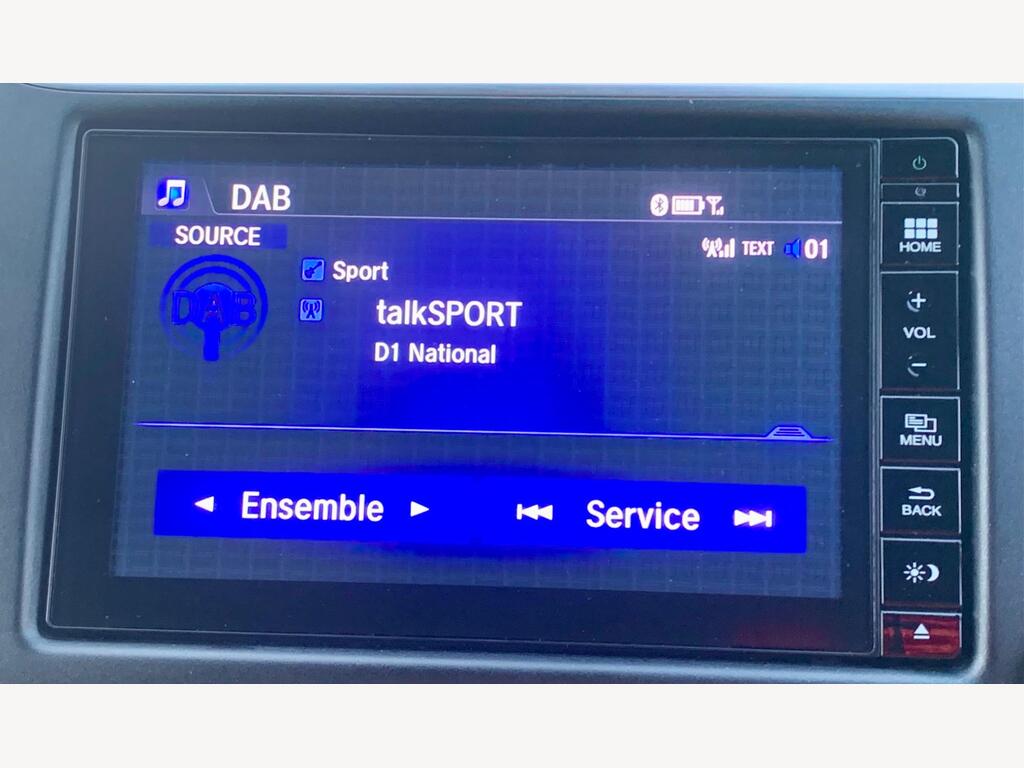 DAB
SOURCE
TEXT 01
Sport
DAB
talkSPORT
D1 National
Ensemble
Service
HOME
+
VOL
-
MENU
BACK